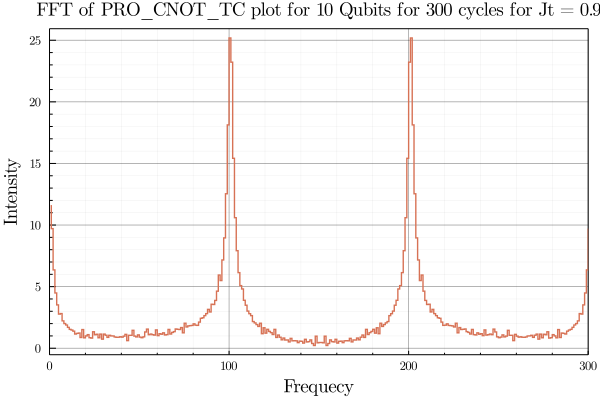 FFT of PRO_CNOT_TC plot for 10 Qubits for 300 cycles for Jt = 0.9
25
20
15
10
5
0
Intensity
0 100 200 300
Frequecy